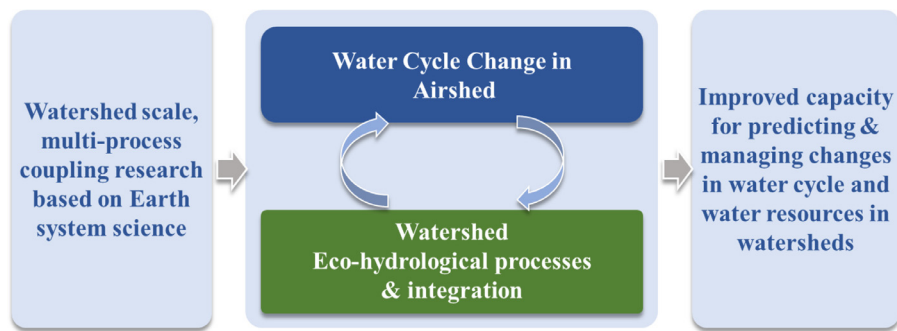 Watershed scale,
multi-process
coupling research
based on Earth
system science
Water Cycle Change in
Airshed
Watershed
Eco-hydrological processes
& integration
Improved capacity
for predicting &
managing changes
in water cycle and
water resources in
watersheds